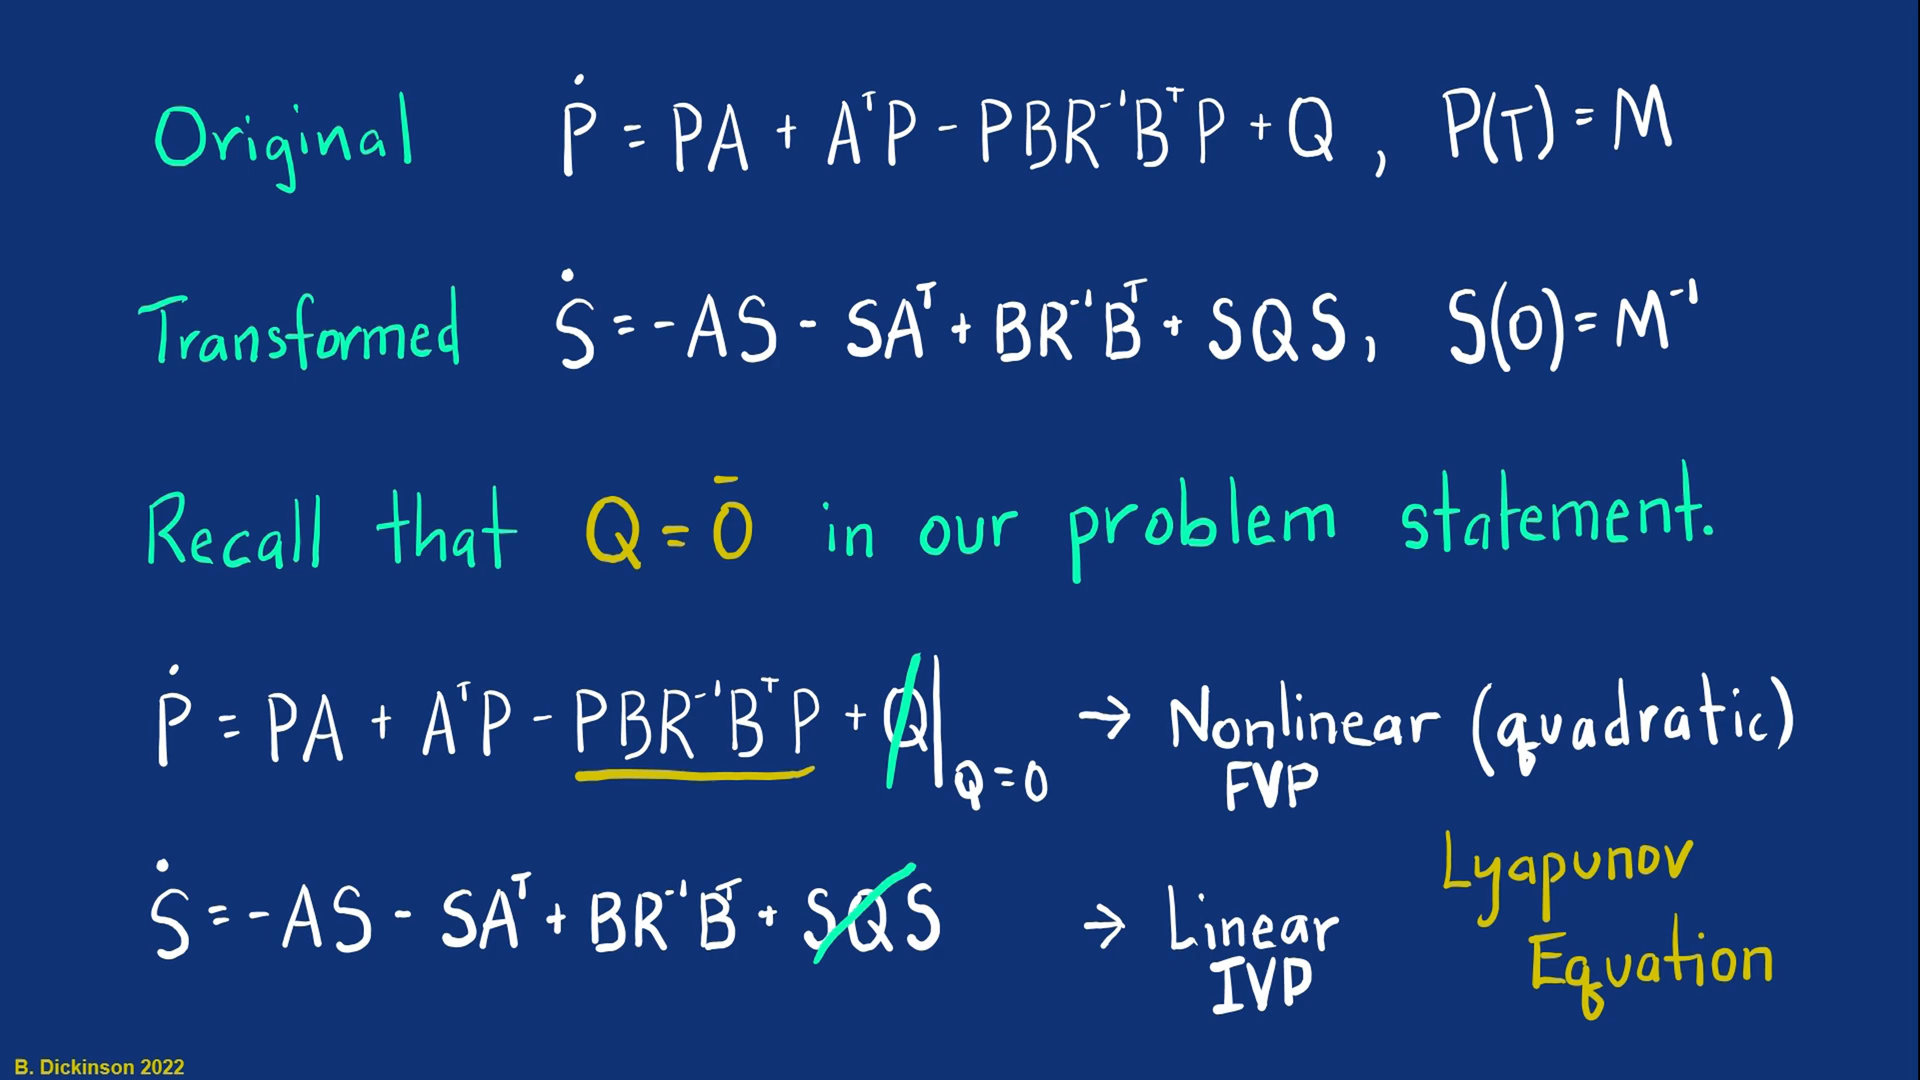 Original Ṗ = PA + AᵀP - PBR⁻¹BᵀP + Q , P(T) = M
Transformed Ṡ = -AS - SAᵀ + BR⁻¹Bᵀ + SQS , S(0) = M⁻¹
Recall that Q = 0̄ in our problem statement.
Ṗ = PA + AᵀP - PBR⁻¹BᵀP + Q|Q=0 → Nonlinear (quadratic)
FVP
Ṡ = -AS - SAᵀ + BR⁻¹Bᵀ + SQS → Linear
IVP
Lyapunov
Equation
B. Dickinson 2022